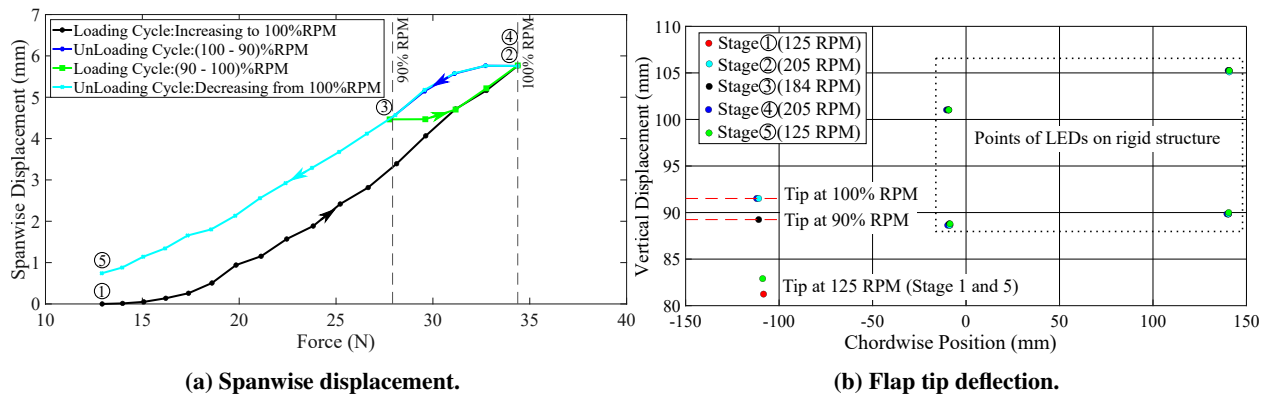 7
6
5
4
3
2
1
0
Spanwise Displacement (mm)
Loading Cycle:Increasing to 100%RPM
UnLoading Cycle:(100 - 90)%RPM
Loading Cycle:(90 - 100)%RPM
UnLoading Cycle:Decreasing from 100%RPM
90% RPM
100% RPM
④
②
③
⑤
①
10 15 20 25 30 35 40
Force (N)
(a) Spanwise displacement.
110
105
100
95
90
85
80
Vertical Displacement (mm)
Stage①(125 RPM)
Stage②(205 RPM)
Stage③(184 RPM)
Stage④(205 RPM)
Stage⑤(125 RPM)
Points of LEDs on rigid structure
Tip at 100% RPM
Tip at 90% RPM
Tip at 125 RPM (Stage 1 and 5)
-150 -100 -50 0 50 100 150
Chordwise Position (mm)
(b) Flap tip deflection.